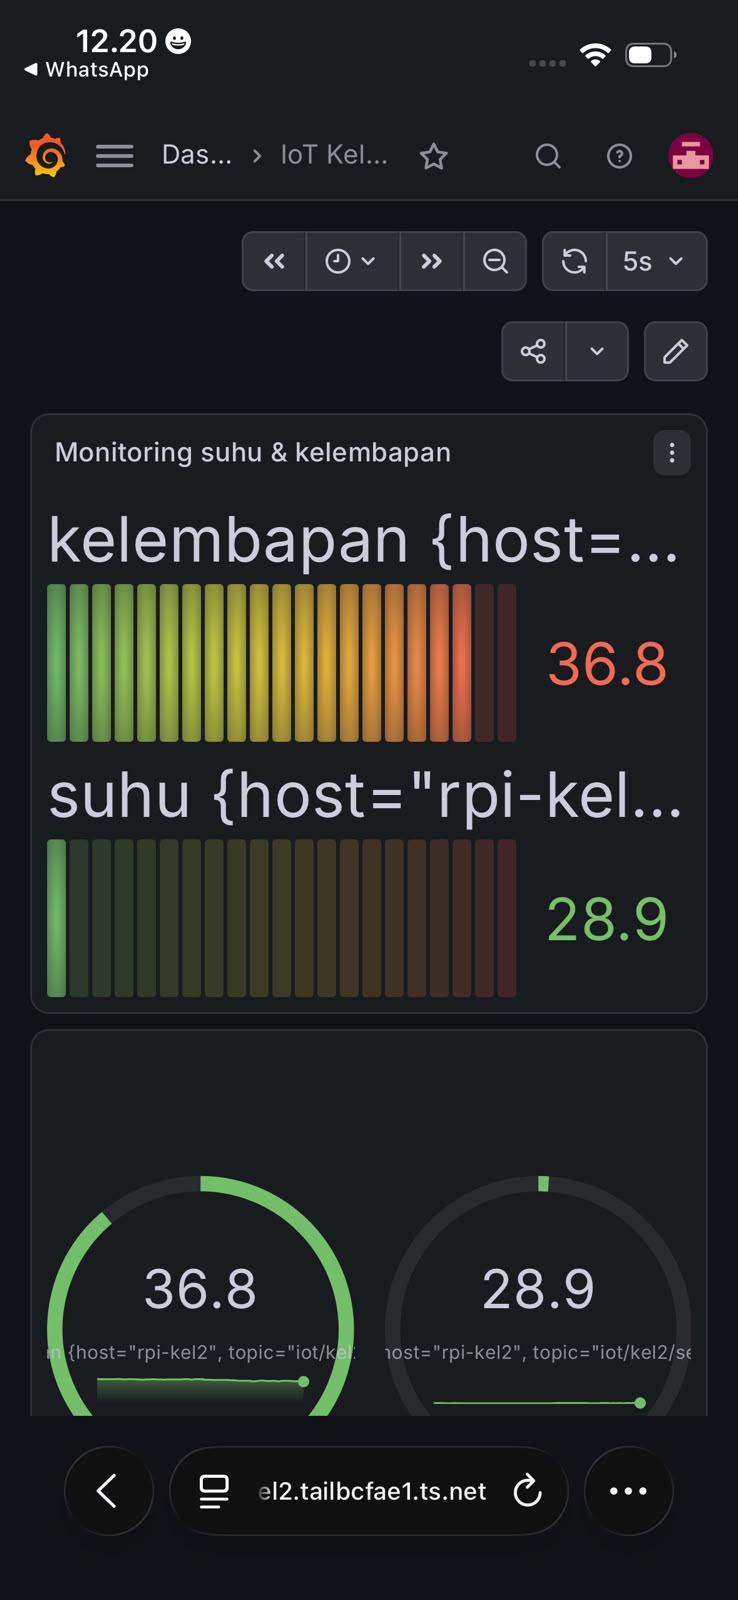 12.20
WhatsApp
Das... › IoT Kel...
5s
Monitoring suhu & kelembapan
kelembapan {host=...
36.8
suhu {host="rpi-kel...
28.9
36.8
28.9
{host="rpi-kel2", topic="iot/kel
host="rpi-kel2", topic="iot/kel2/se
el2.tailbcfae1.ts.net